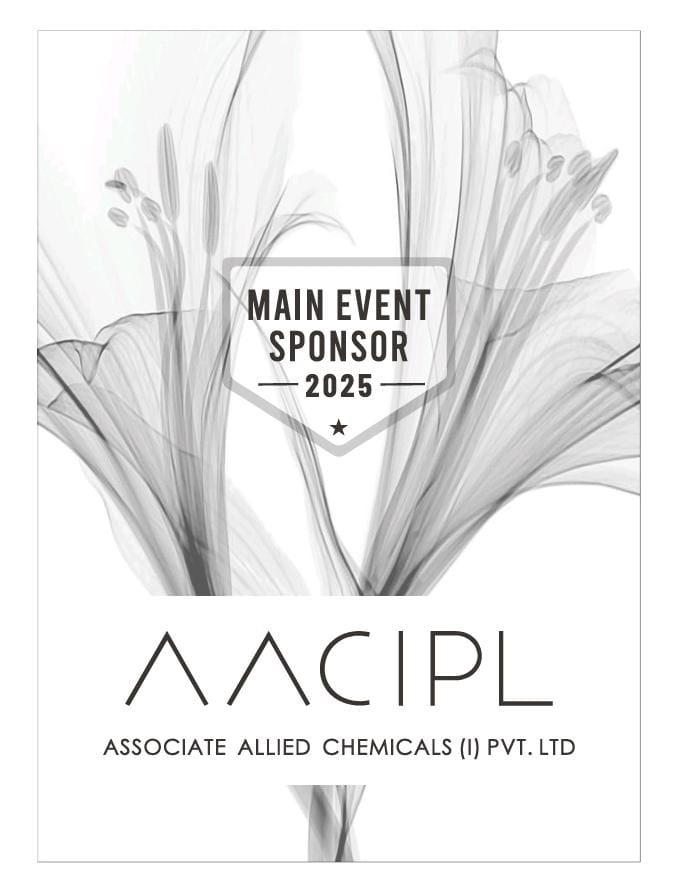 MAIN EVENT
SPONSOR
2025
AACIPL
ASSOCIATE ALLIED CHEMICALS (I) PVT. LTD